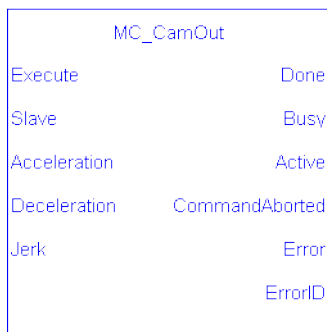 MC_CamOut
Execute Done
Slave Busy
Acceleration Active
Deceleration CommandAborted
Jerk Error
ErrorID